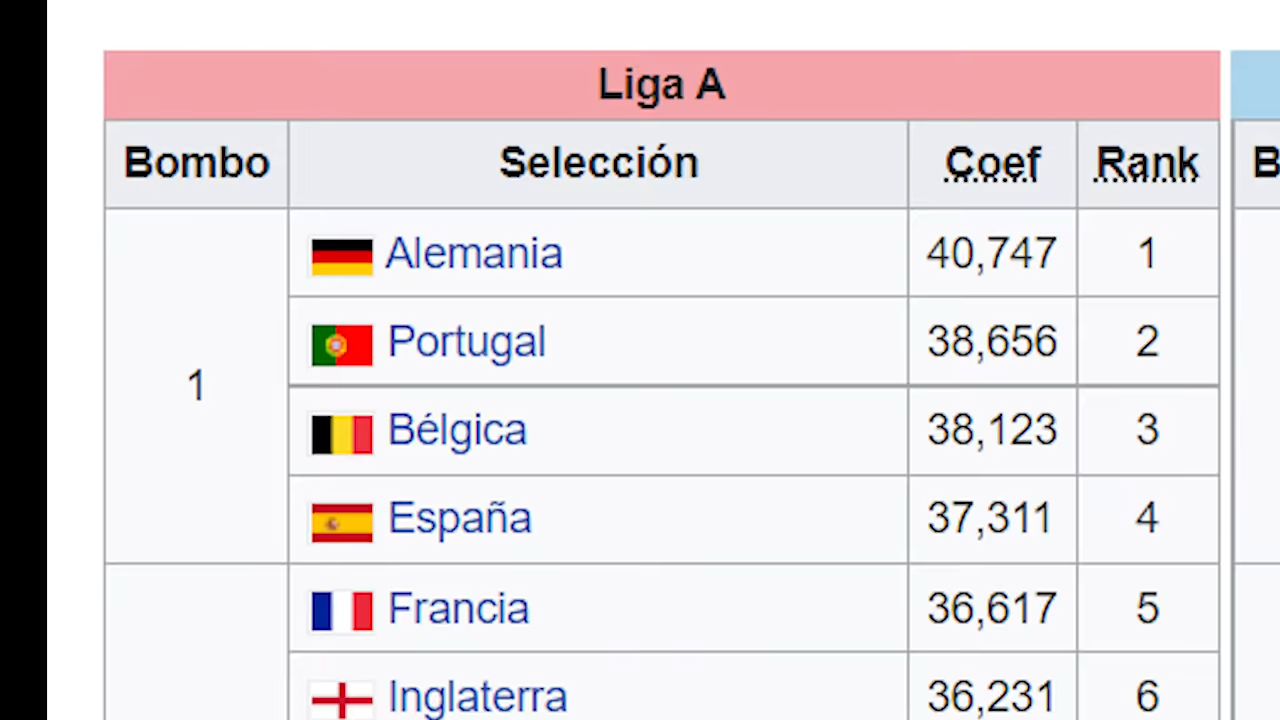 Liga A
Bombo Selección Coef Rank B
1
Alemania 40,747 1
Portugal 38,656 2
Bélgica 38,123 3
España 37,311 4
Francia 36,617 5
Inglaterra 36,231 6